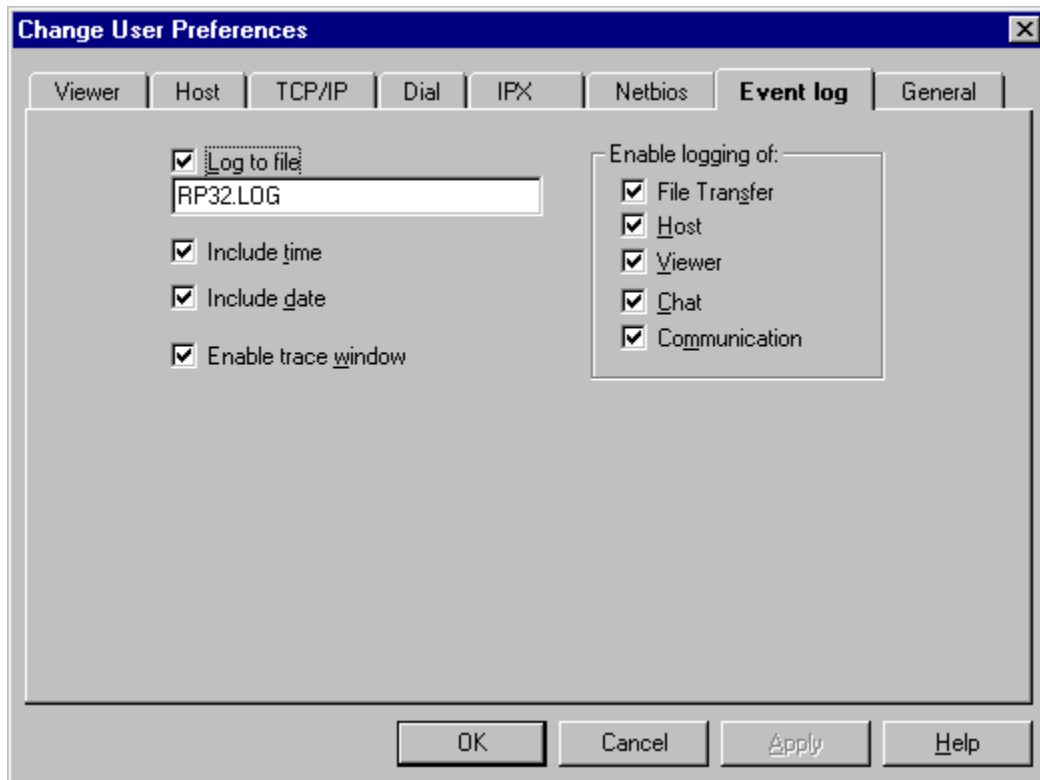 Change User Preferences
Viewer Host TCP/IP Dial IPX Netbios Event log General
Log to file
RP32.LOG
Include time
Include date
Enable trace window
Enable logging of:
File Transfer
Host
Viewer
Chat
Communication
OK Cancel Apply Help